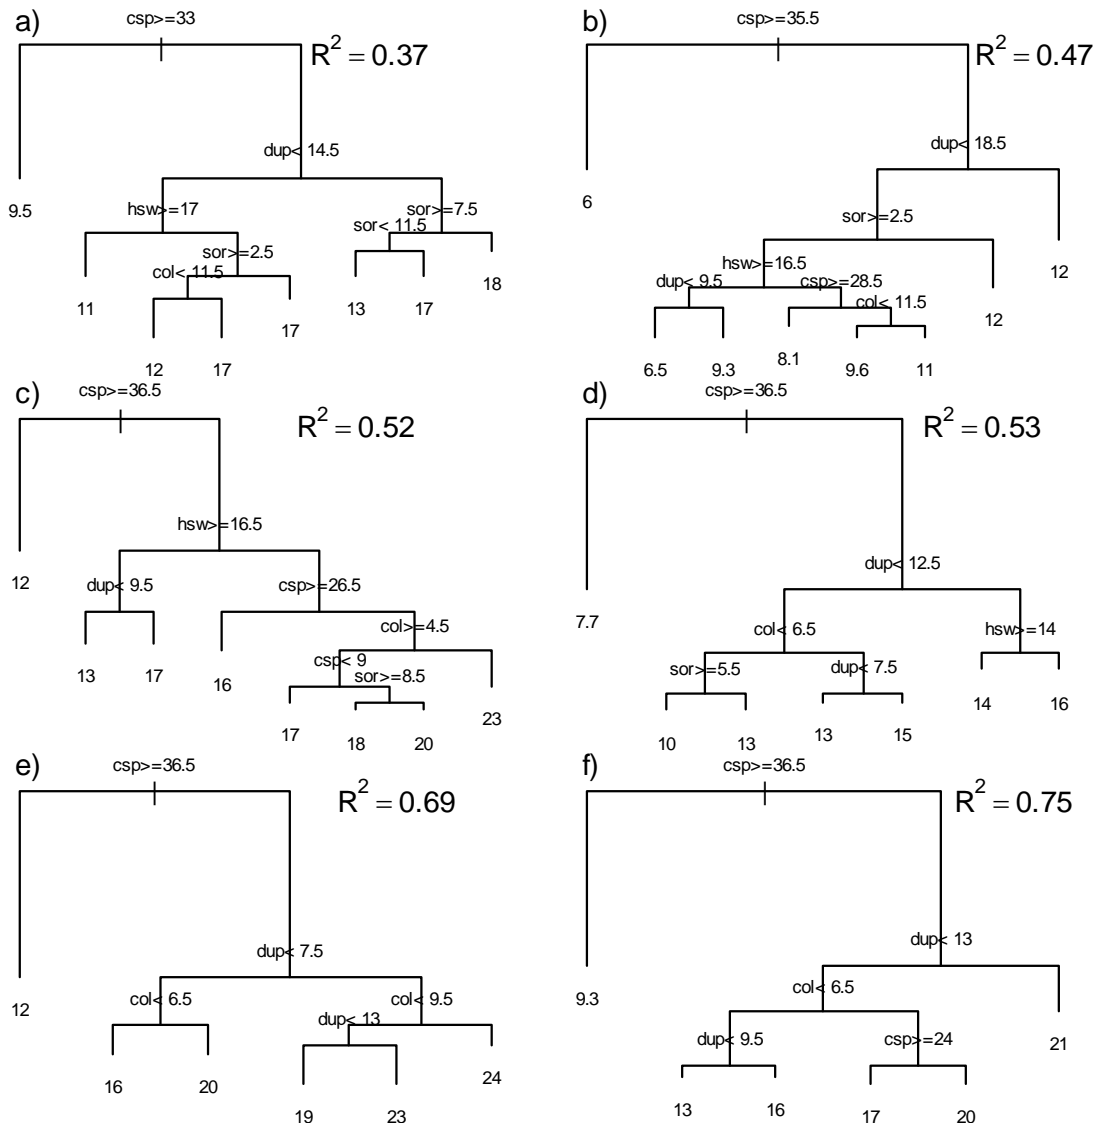 a)
csp>=33
R² = 0.37
dup< 14.5
9.5
hsw>=17
sor>=7.5
sor< 11.5
sor>=2.5
col< 11.5
11
13
17
18
17
12
17
b)
csp>=35.5
R² = 0.47
dup< 18.5
6
sor>=2.5
12
hsw>=16.5
dup< 9.5
csp>=28.5
col< 11.5
12
6.5
9.3
8.1
9.6
11
c)
csp>=36.5
R² = 0.52
hsw>=16.5
12
dup< 9.5
csp>=26.5
col>=4.5
csp< 9
sor>=8.5
13
17
16
23
17
18
20
d)
csp>=36.5
R² = 0.53
dup< 12.5
7.7
col< 6.5
hsw>=14
sor>=5.5
dup< 7.5
14
16
10
13
13
15
e)
csp>=36.5
R² = 0.69
dup< 7.5
12
col< 6.5
col< 9.5
dup< 13
24
16
20
19
23
f)
csp>=36.5
R² = 0.75
dup< 13
9.3
col< 6.5
21
dup< 9.5
csp>=24
13
16
17
20